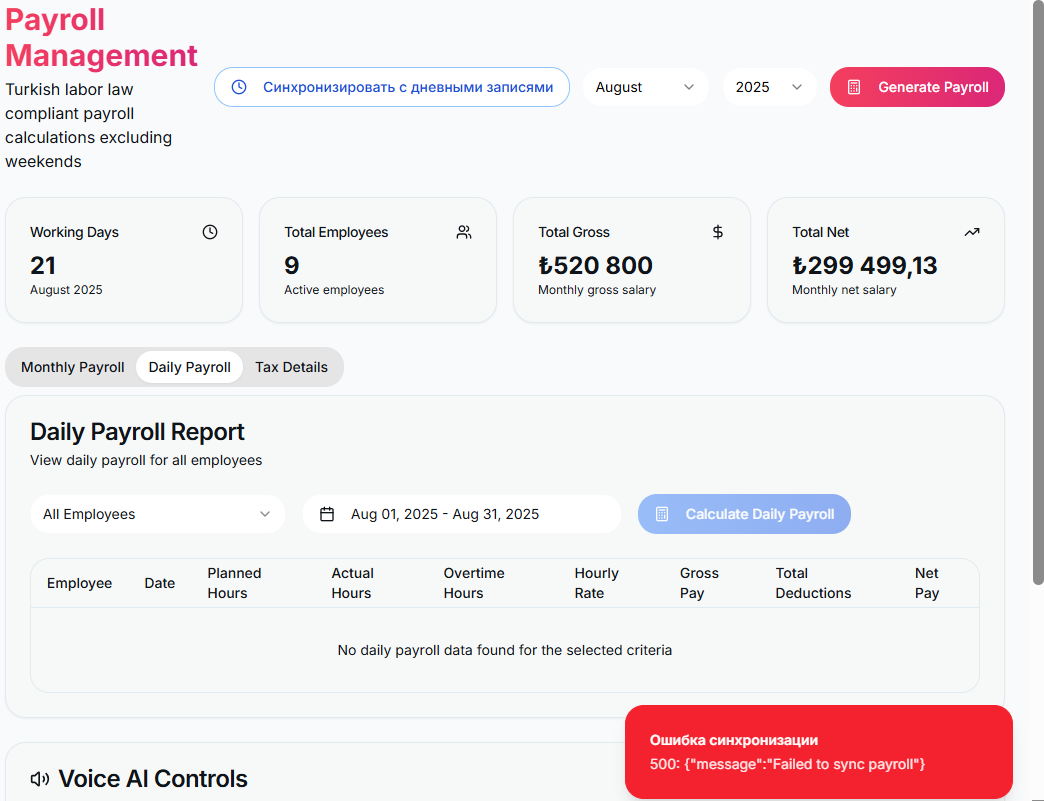 Payroll
Management
Turkish labor law
compliant payroll
calculations excluding
weekends
Синхронизировать с дневными записями
August
2025
Generate Payroll
Working Days
21
August 2025
Total Employees
9
Active employees
Total Gross
₺520 800
Monthly gross salary
Total Net
₺299 499,13
Monthly net salary
Monthly Payroll
Daily Payroll
Tax Details
Daily Payroll Report
View daily payroll for all employees
All Employees
Aug 01, 2025 - Aug 31, 2025
Calculate Daily Payroll
Employee
Date
Planned
Hours
Actual
Hours
Overtime
Hours
Hourly
Rate
Gross
Pay
Total
Deductions
Net
Pay
No daily payroll data found for the selected criteria
Ошибка синхронизации
500: {"message":"Failed to sync payroll"}
Voice AI Controls